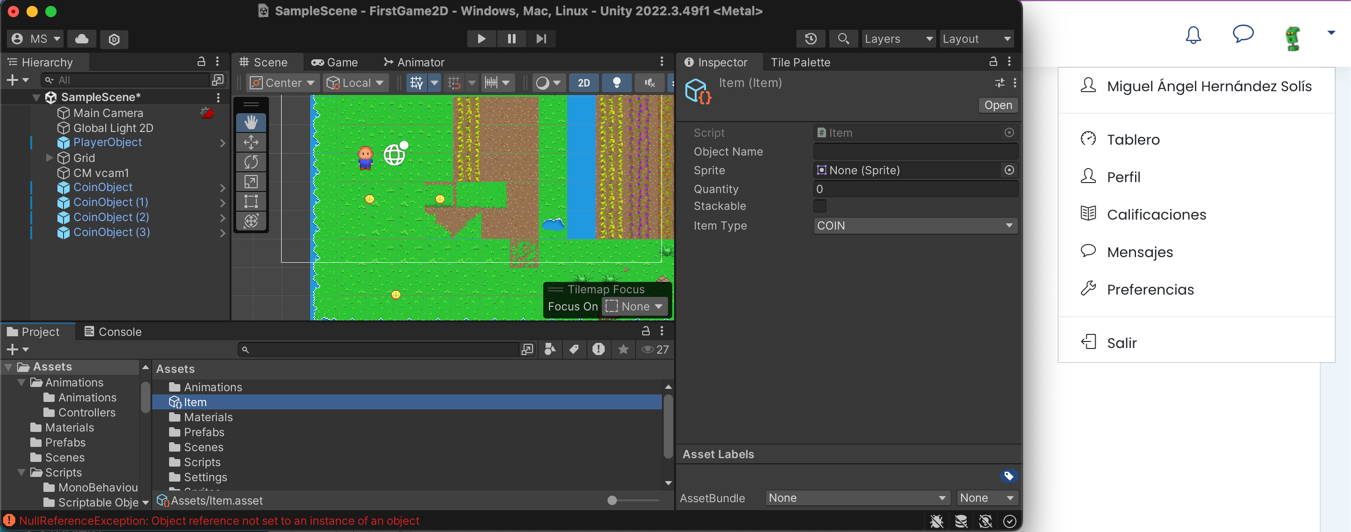 SampleScene - FirstGame2D - Windows, Mac, Linux - Unity 2022.3.49f1 <Metal>
MS
Layers
Layout
Hierarchy
All
SampleScene*
Main Camera
Global Light 2D
PlayerObject
Grid
CM vcam1
CoinObject
CoinObject (1)
CoinObject (2)
CoinObject (3)
Scene
Game
Animator
Center
Local
2D
Tilemap Focus
Focus On
None
Inspector
Tile Palette
Item (Item)
Open
Script
Item
Object Name
Sprite
None (Sprite)
Quantity
0
Stackable
Item Type
COIN
Asset Labels
AssetBundle
None
None
Project
Console
27
Assets
Animations
Animations
Controllers
Materials
Prefabs
Scenes
Scripts
MonoBehaviou
Scriptable Obje
Assets
Animations
Item
Materials
Prefabs
Scenes
Scripts
Settings
Assets/Item.asset
NullReferenceException: Object reference not set to an instance of an object
Miguel Ángel Hernández Solís
Tablero
Perfil
Calificaciones
Mensajes
Preferencias
Salir